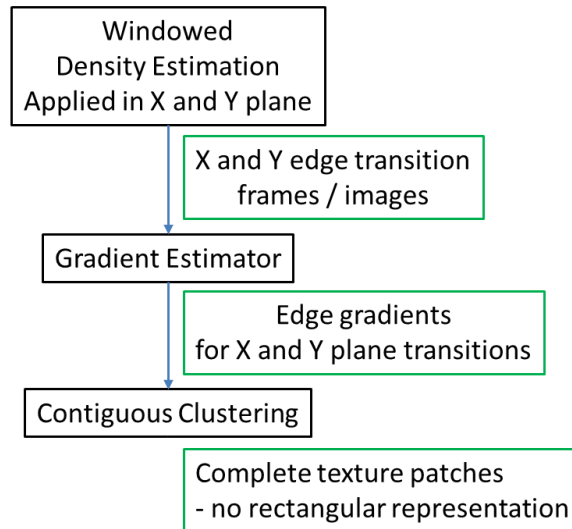 Windowed
Density Estimation
Applied in X and Y plane
X and Y edge transition
frames / images
Gradient Estimator
Edge gradients
for X and Y plane transitions
Contiguous Clustering
Complete texture patches
- no rectangular representation